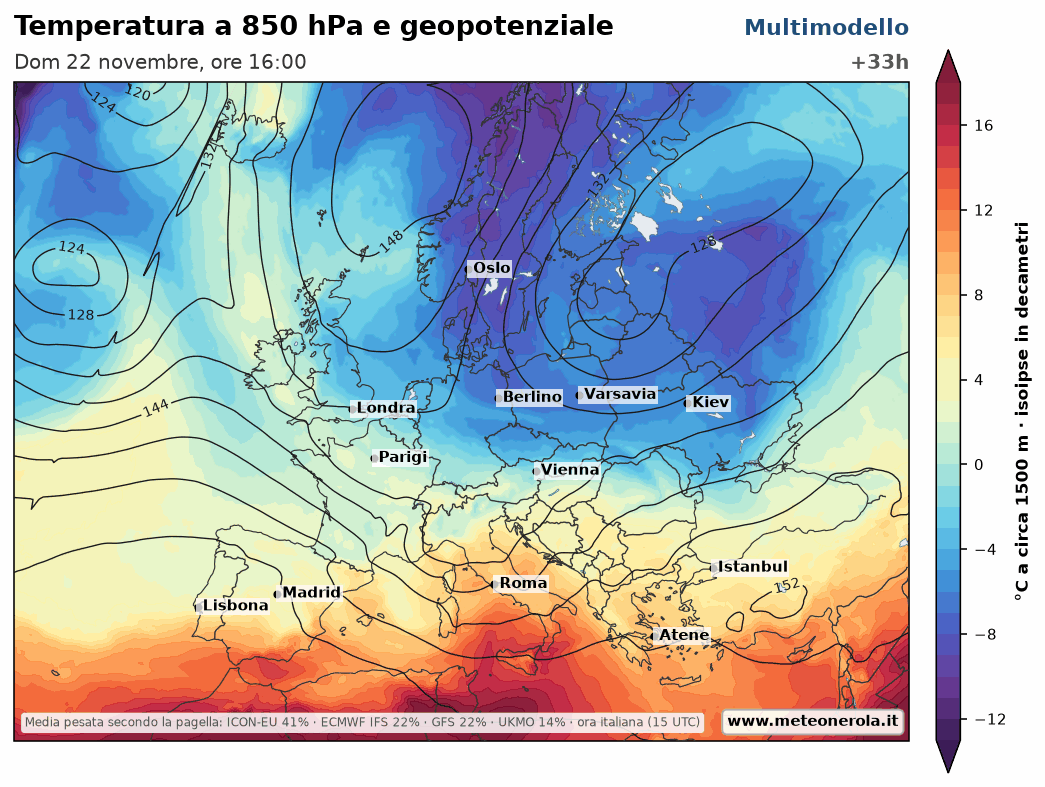 Temperatura a 850 hPa e geopotenziale
Multimodello
Dom 22 novembre, ore 16:00
+33h
120
124
132
148
132
128
124
128
144
152
Oslo
Londra
Berlino
Varsavia
Kiev
Parigi
Vienna
Roma
Istanbul
Madrid
Lisbona
Atene
16
12
8
4
0
−4
−8
−12
°C a circa 1500 m · isoipse in decametri
Media pesata secondo la pagella: ICON-EU 41% · ECMWF IFS 22% · GFS 22% · UKMO 14% · ora italiana (15 UTC)
www.meteonerola.it